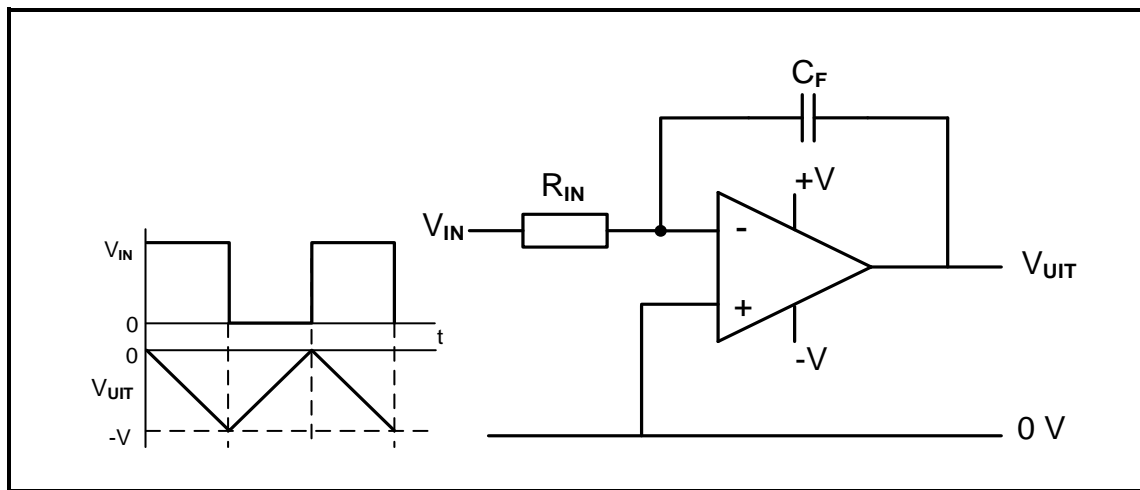 V_IN
0
t
0
V_UIT
-V
C_F
R_IN
V_IN
+V
-
+
-V
V_UIT
0 V